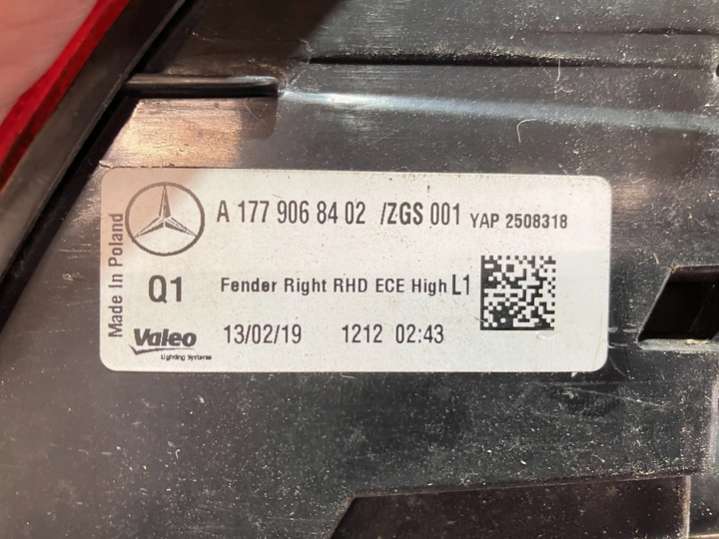 A 177 906 84 02 /ZGS 001 YAP 2508318
Made In Poland
Q1 Fender Right RHD ECE High L1
Valeo 13/02/19 1212 02:43
Lighting Systems